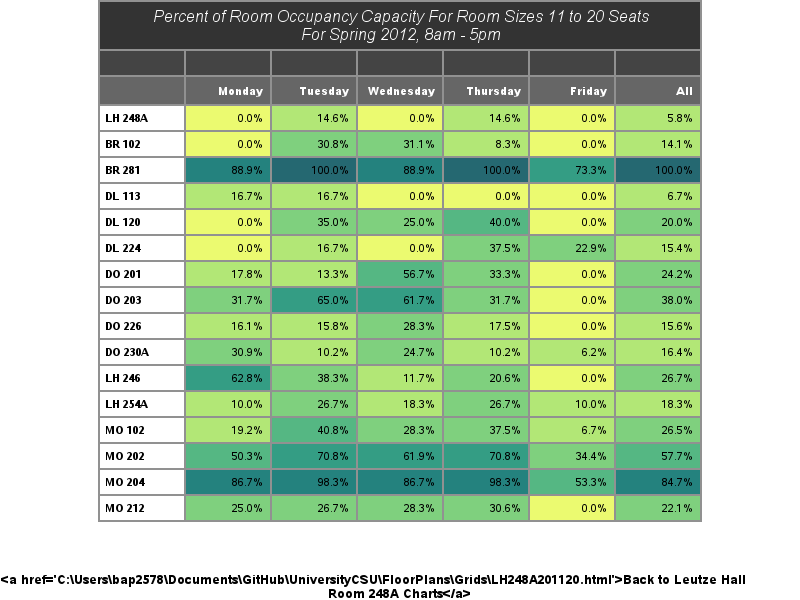 Percent of Room Occupancy Capacity For Room Sizes 11 to 20 Seats
For Spring 2012, 8am - 5pm
Monday Tuesday Wednesday Thursday Friday All
LH 248A 0.0% 14.6% 0.0% 14.6% 0.0% 5.8%
BR 102 0.0% 30.8% 31.1% 8.3% 0.0% 14.1%
BR 281 88.9% 100.0% 88.9% 100.0% 73.3% 100.0%
DL 113 16.7% 16.7% 0.0% 0.0% 0.0% 6.7%
DL 120 0.0% 35.0% 25.0% 40.0% 0.0% 20.0%
DL 224 0.0% 16.7% 0.0% 37.5% 22.9% 15.4%
DO 201 17.8% 13.3% 56.7% 33.3% 0.0% 24.2%
DO 203 31.7% 65.0% 61.7% 31.7% 0.0% 38.0%
DO 226 16.1% 15.8% 28.3% 17.5% 0.0% 15.6%
DO 230A 30.9% 10.2% 24.7% 10.2% 6.2% 16.4%
LH 246 62.8% 38.3% 11.7% 20.6% 0.0% 26.7%
LH 254A 10.0% 26.7% 18.3% 26.7% 10.0% 18.3%
MO 102 19.2% 40.8% 28.3% 37.5% 6.7% 26.5%
MO 202 50.3% 70.8% 61.9% 70.8% 34.4% 57.7%
MO 204 86.7% 98.3% 86.7% 98.3% 53.3% 84.7%
MO 212 25.0% 26.7% 28.3% 30.6% 0.0% 22.1%
<a href='C:\Users\bap2578\Documents\GitHub\UniversityCSU\FloorPlans\Grids\LH248A201120.html'>Back to Leutze Hall
Room 248A Charts</a>